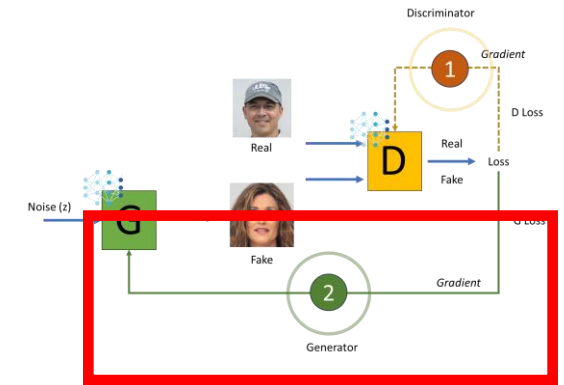 Discriminator
Gradient
1
D Loss
Real
D
Real
Loss
Fake
Noise (z)
G
G Loss
Fake
Gradient
2
Generator